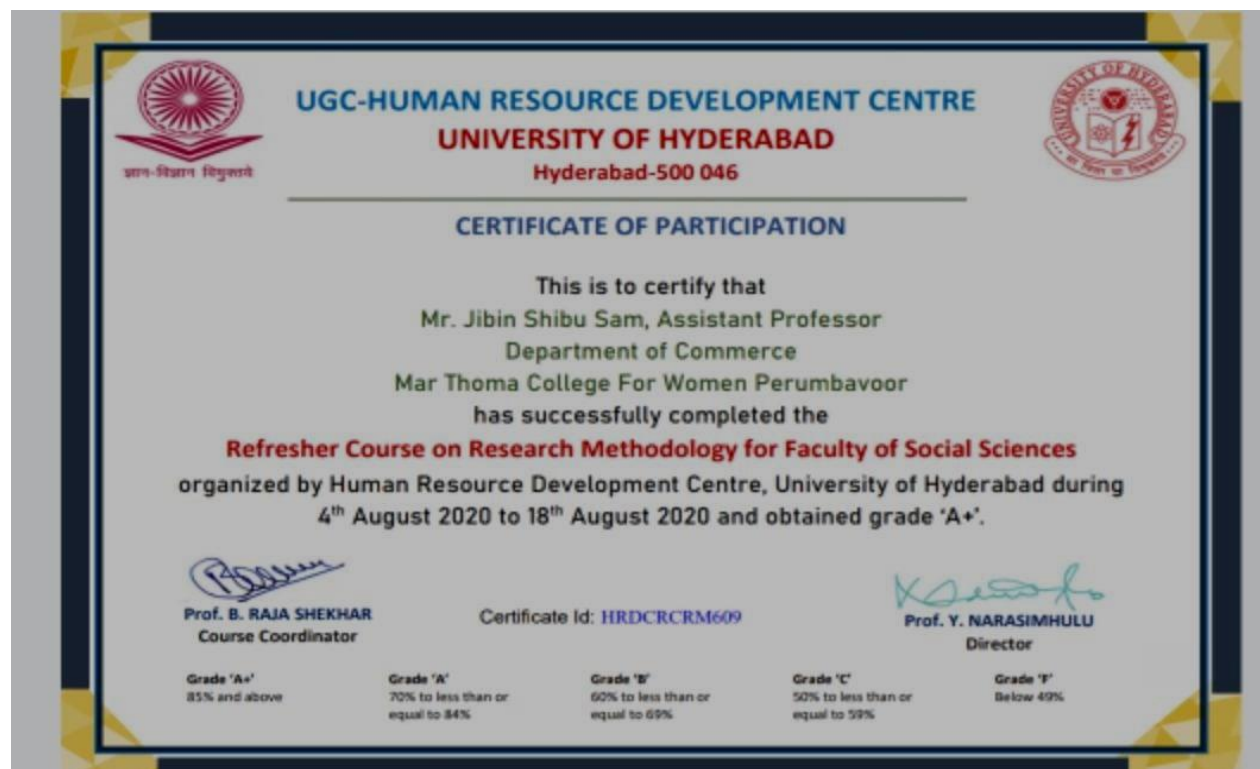 ज्ञान-विज्ञान विमुक्तये
UNIVERSITY OF HYDERABAD
UGC-HUMAN RESOURCE DEVELOPMENT CENTRE
UNIVERSITY OF HYDERABAD
Hyderabad-500 046
CERTIFICATE OF PARTICIPATION
This is to certify that
Mr. Jibin Shibu Sam, Assistant Professor
Department of Commerce
Mar Thoma College For Women Perumbavoor
has successfully completed the
Refresher Course on Research Methodology for Faculty of Social Sciences
organized by Human Resource Development Centre, University of Hyderabad during
4th August 2020 to 18th August 2020 and obtained grade ‘A+’.
Prof. B. RAJA SHEKHAR
Course Coordinator
Certificate Id: HRDCRCRM609
Prof. Y. NARASIMHULU
Director
Grade ‘A+’
85% and above
Grade ‘A’
70% to less than or
equal to 84%
Grade ‘B’
60% to less than or
equal to 69%
Grade ‘C’
50% to less than or
equal to 59%
Grade ‘F’
Below 49%